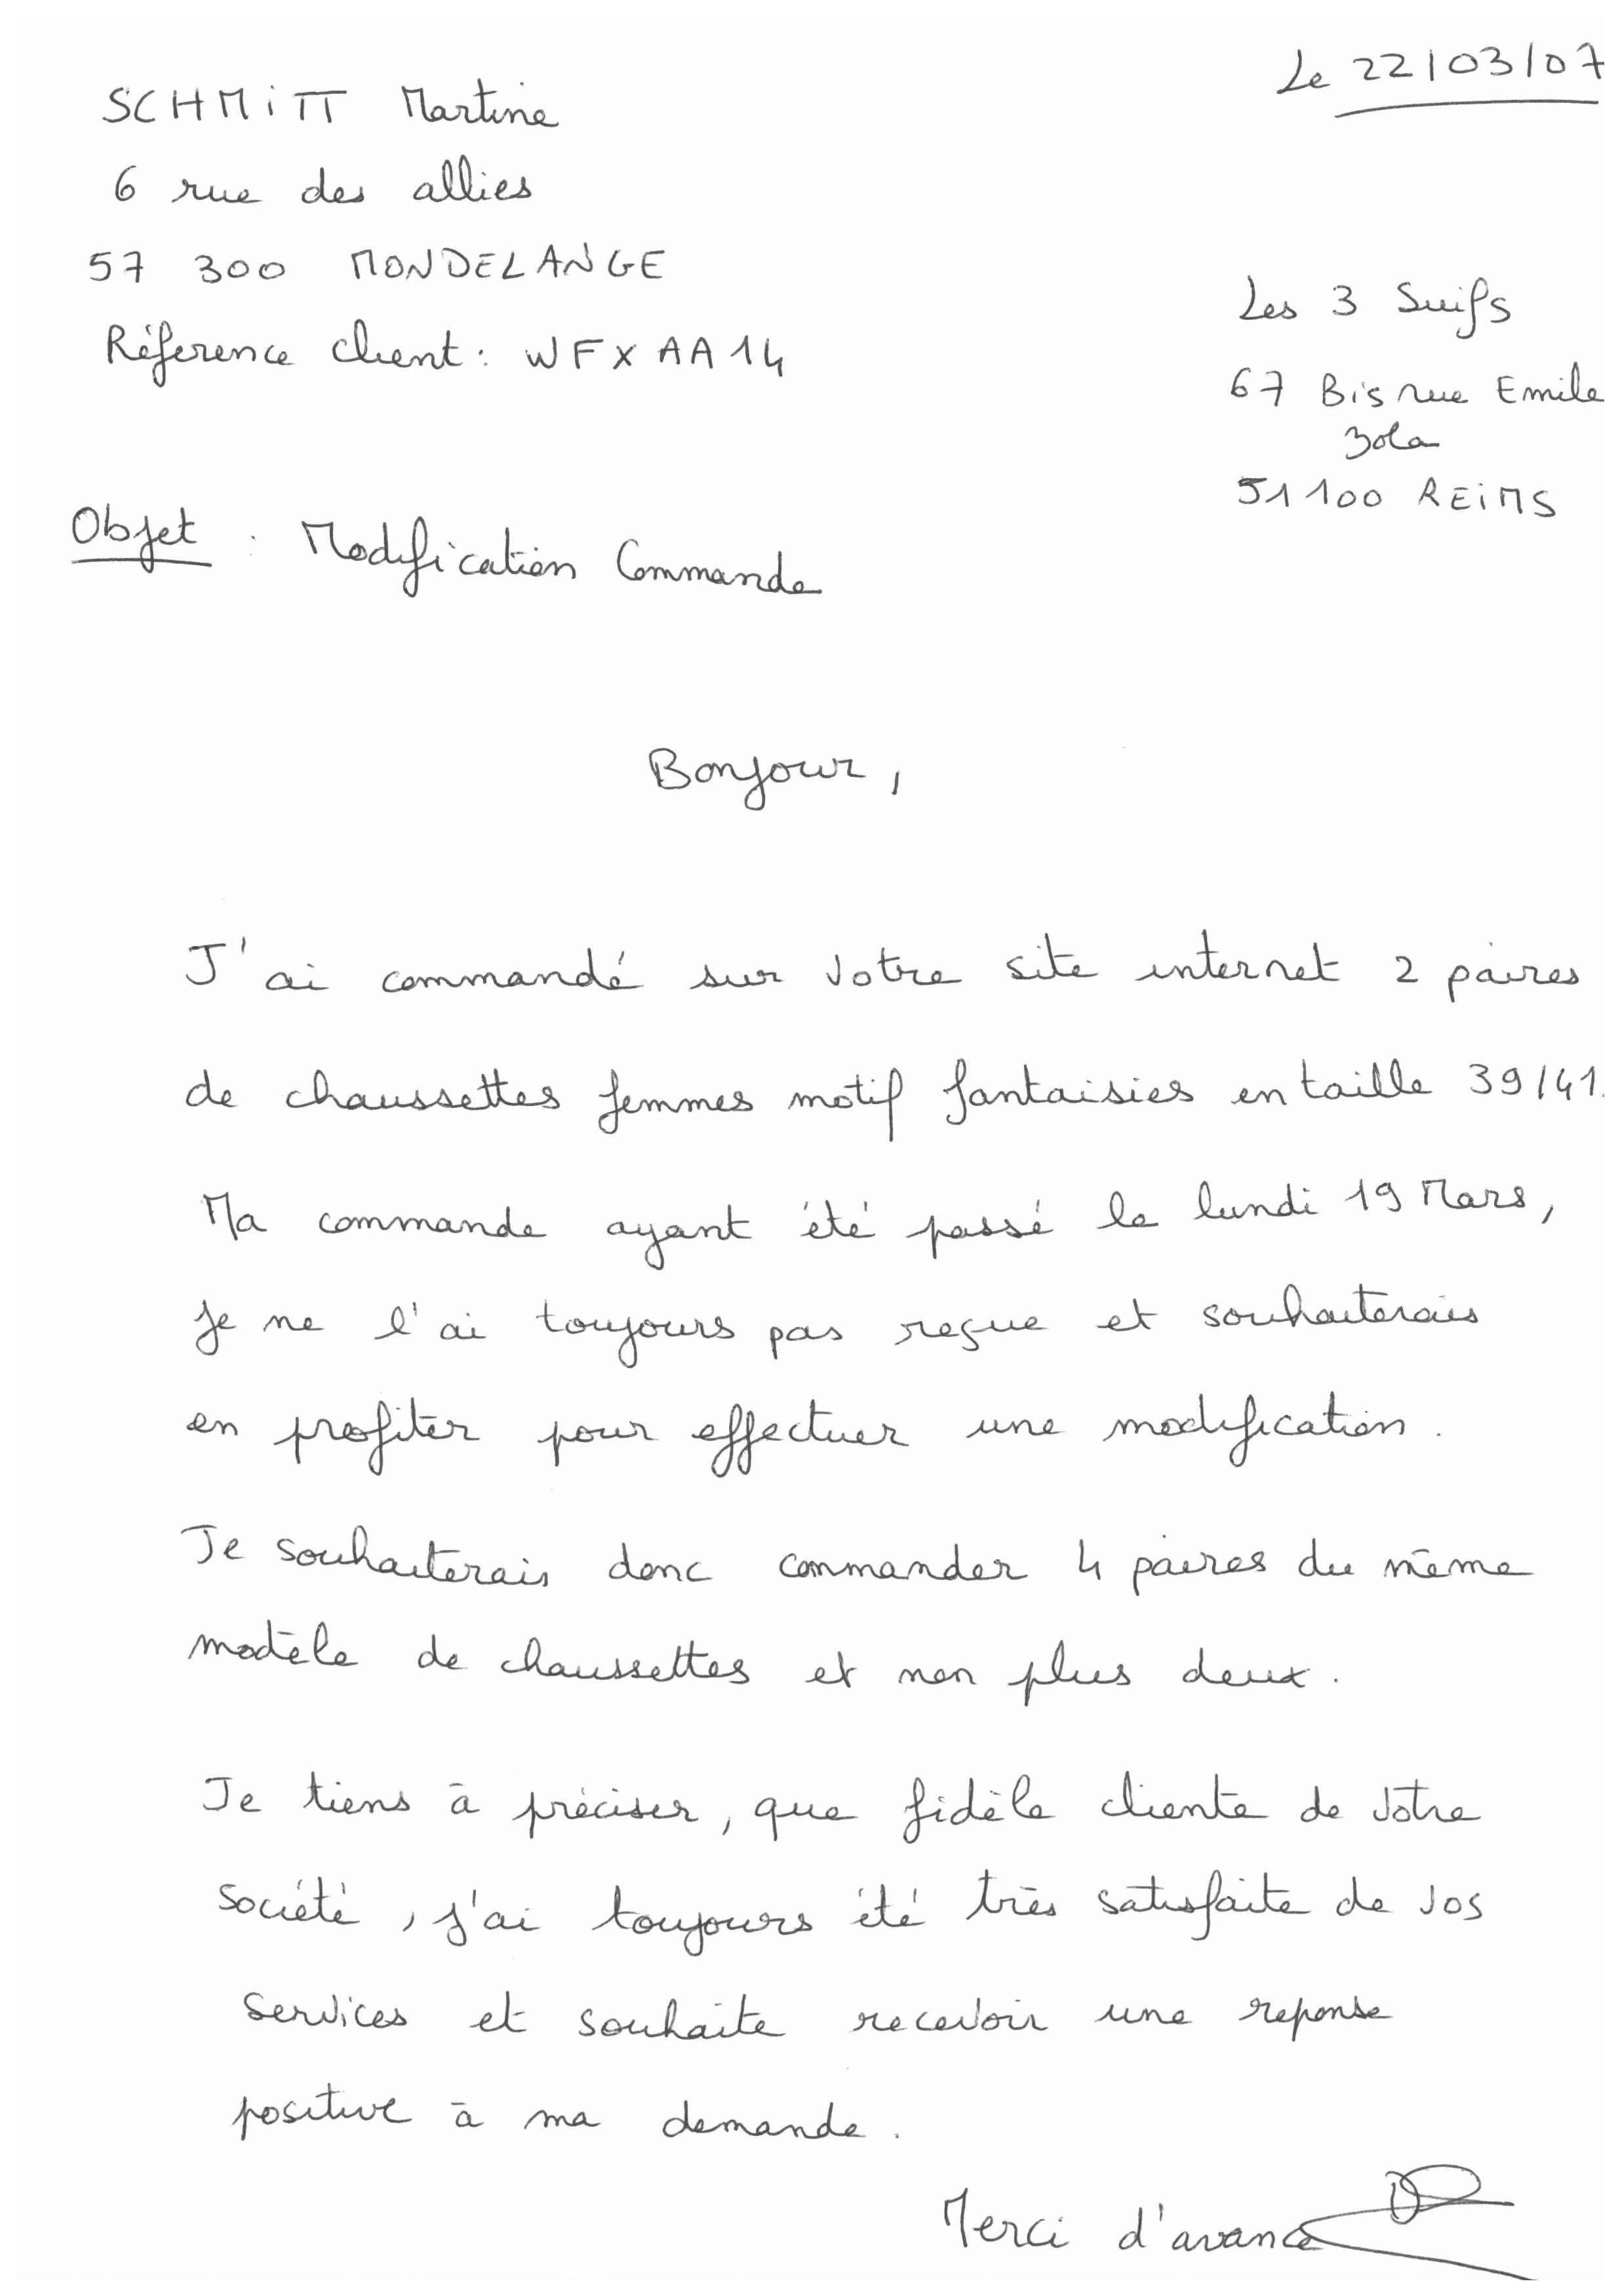 Le 22/03/07
SCHMITT Martine
6 rue des allies
57 300 MONDELANGE
Réference client : WFXAA14
Les 3 Suifs
67 Bis rue Emile
Zola
51100 REIMS
Objet : Modification Commande
Bonjour,
J'ai commandé sur votre site internet 2 paires
de chaussettes femmes motif fantaisies en taille 39/41.
Ma commande ayant été passé le lundi 19 Mars,
je ne l'ai toujours pas reçue et souhaiterais
en profiter pour effectuer une modification.
Je souhaiterais donc commander 4 paires du même
modèle de chaussettes et non plus deux.
Je tiens à préciser, que fidèle cliente de votre
société, j'ai toujours été très satisfaite de vos
services et souhaite recevoir une reponse
positive à ma demande.
Merci d'avance